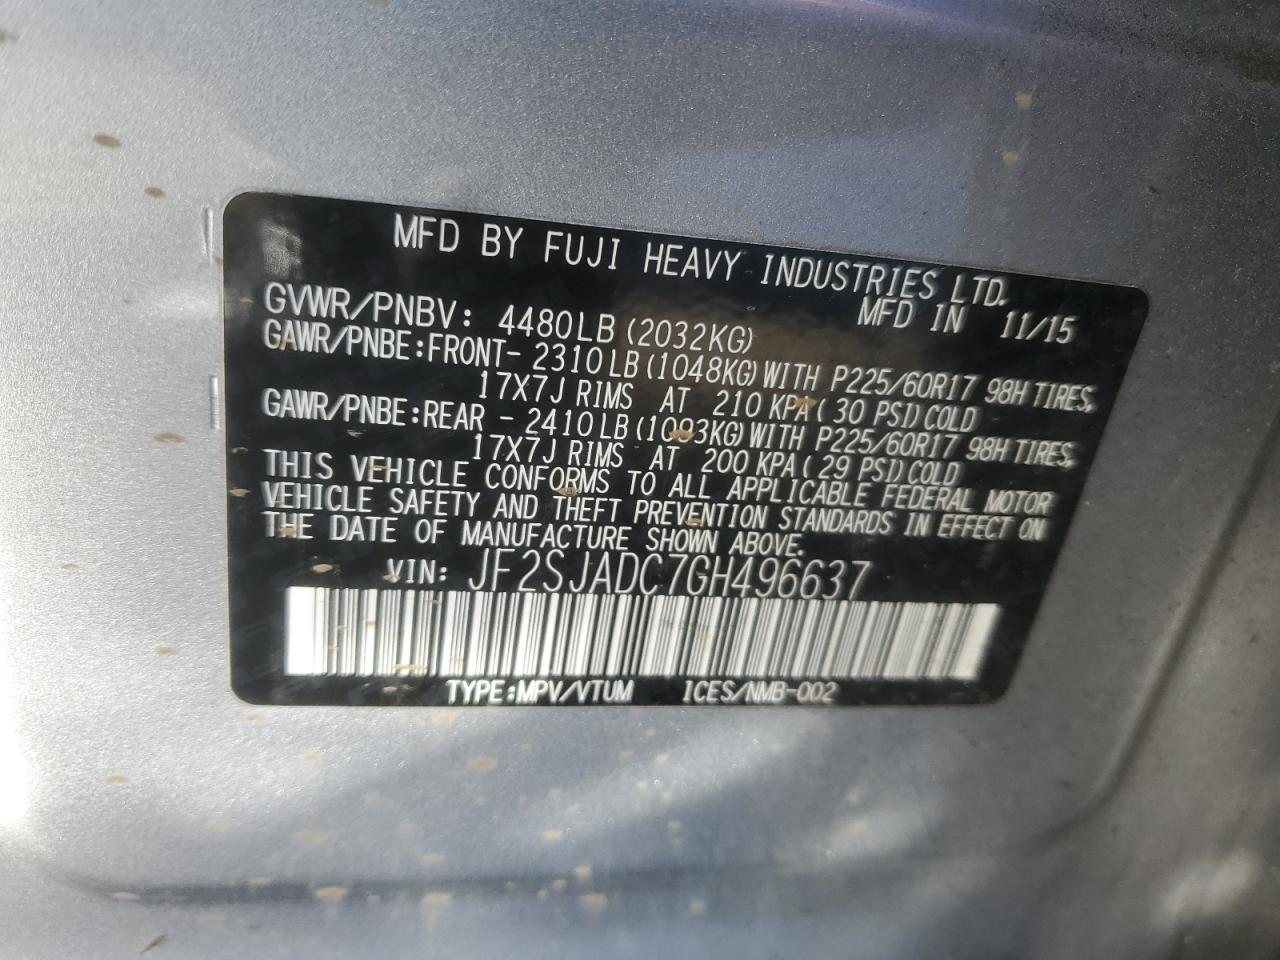 MFD BY FUJI HEAVY INDUSTRIES LTD.
MFD IN 11/15
GVWR/PNBV: 4480LB (2032KG)
GAWR/PNBE:FRONT- 2310LB(1048KG)WITH P225/60R17 98H TIRES,
17X7J RIMS AT 210 KPA(30 PSI)COLD
GAWR/PNBE:REAR - 2410LB(1093KG)WITH P225/60R17 98H TIRES,
17X7J RIMS AT 200 KPA(29 PSI)COLD
THIS VEHICLE CONFORMS TO ALL APPLICABLE FEDERAL MOTOR
VEHICLE SAFETY AND THEFT PREVENTION STANDARDS IN EFFECT ON
THE DATE OF MANUFACTURE SHOWN ABOVE.
VIN: JF2SJADC7GH496637
TYPE:MPV/VTUM ICES/NMB-002